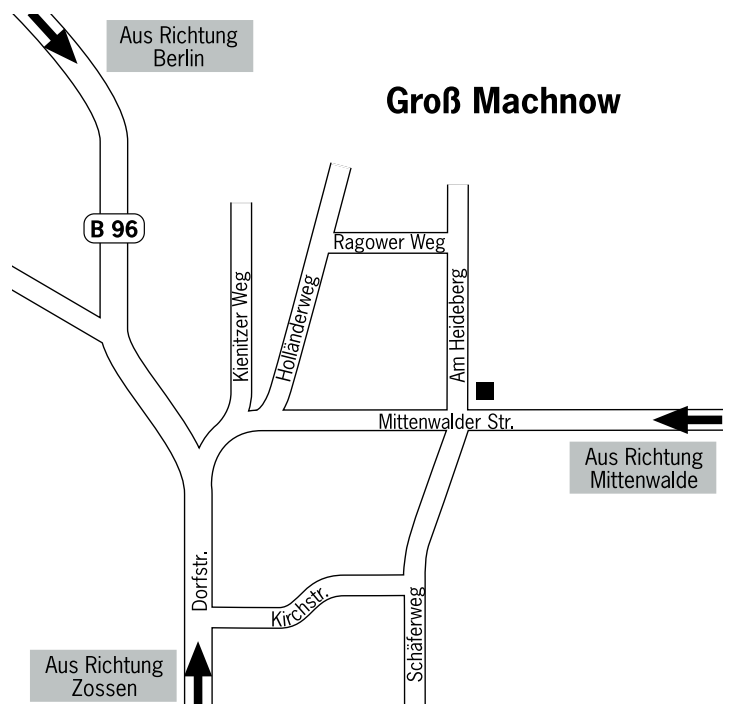 Aus Richtung
Berlin
Groß Machnow
B 96
Ragower Weg
Kienitzer Weg
Holländerweg
Am Heideberg
Mittenwalder Str.
Aus Richtung
Mittenwalde
Dorfstr.
Kirchstr.
Schäferweg
Aus Richtung
Zossen